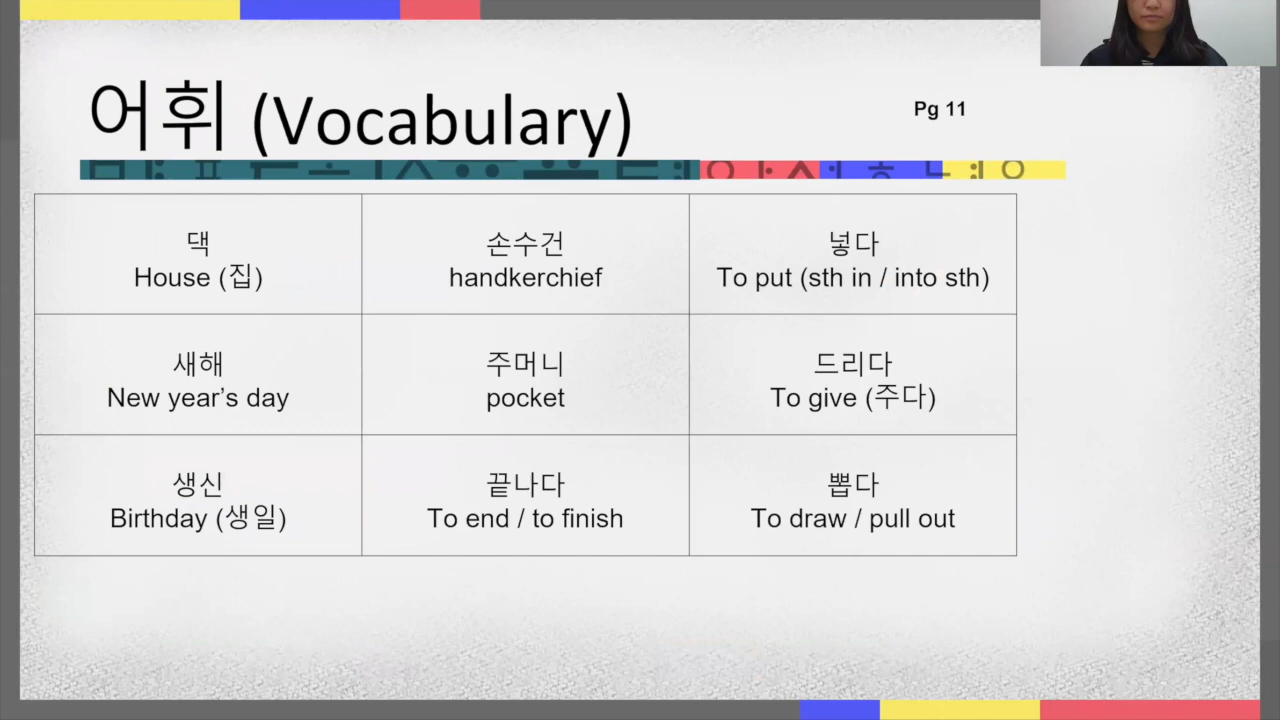 어휘 (Vocabulary)
Pg 11
댁
House (집)
손수건
handkerchief
넣다
To put (sth in / into sth)
새해
New year’s day
주머니
pocket
드리다
To give (주다)
생신
Birthday (생일)
끝나다
To end / to finish
뽑다
To draw / pull out